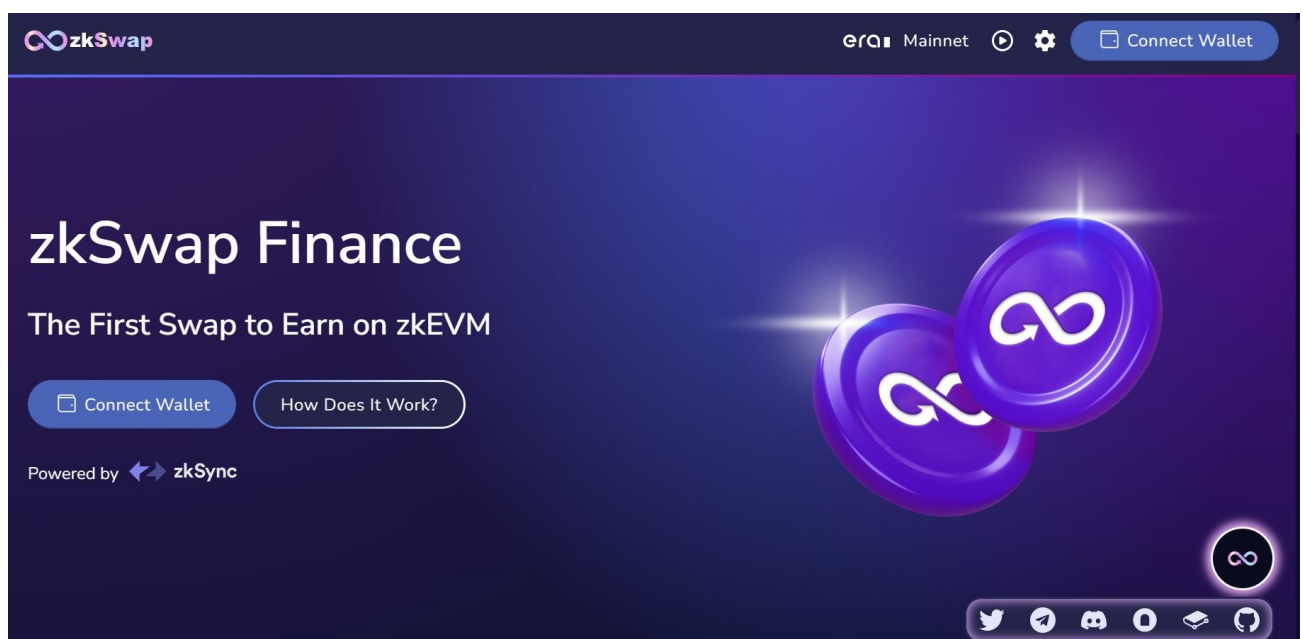 zkSwap
era Mainnet
Connect Wallet
zkSwap Finance
The First Swap to Earn on zkEVM
Connect Wallet
How Does It Work?
Powered by zkSync